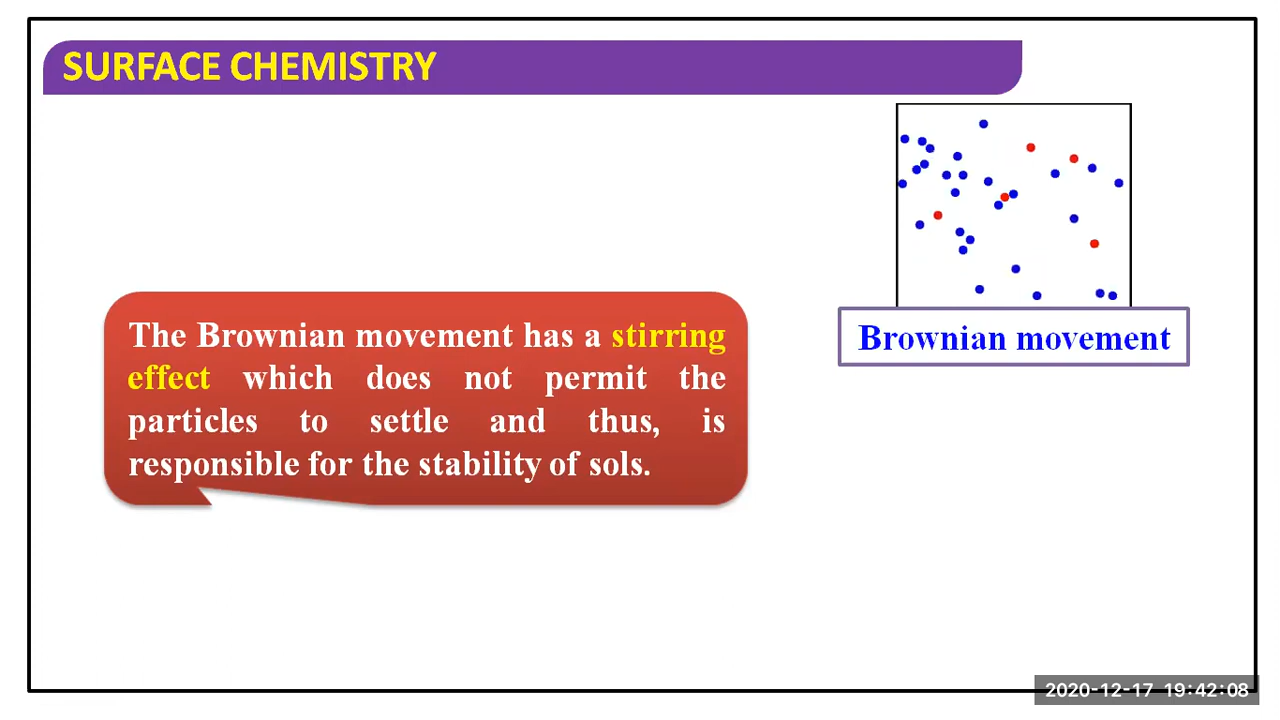 SURFACE CHEMISTRY
Brownian movement
The Brownian movement has a stirring
effect which does not permit the
particles to settle and thus, is
responsible for the stability of sols.
2020-12-17 19:42:08